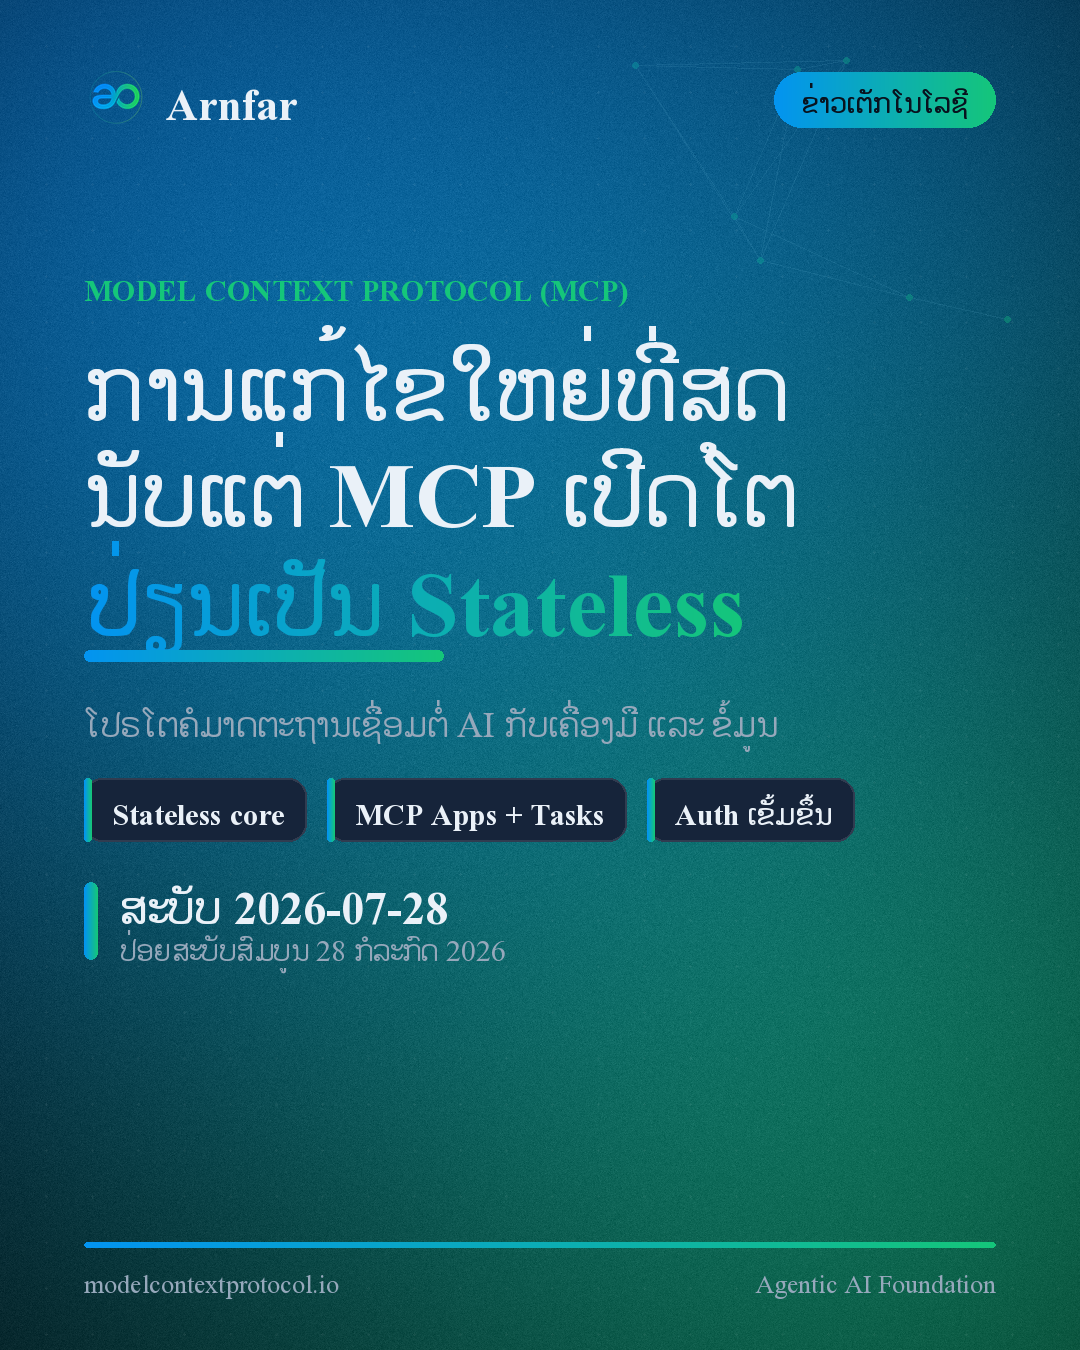 Arnfar
ຂ່າວເຕັກໂນໂລຊີ
MODEL CONTEXT PROTOCOL (MCP)
ການແກ້ໄຂໃຫຍ່ທີ່ສຸດ
ນັບແຕ່ MCP ເປີດໂຕ
ປ່ຽນເປັນ Stateless
ໂປຣໂຕຄໍມາດຕະຖານເຊື່ອມຕໍ່ AI ກັບເຄື່ອງມື ແລະ ຂໍ້ມູນ
Stateless core
MCP Apps + Tasks
Auth ເຂັ້ມຂຶ້ນ
ສະບັບ 2026-07-28
ປ່ອຍສະບັບສົມບູນ 28 ກໍລະກົດ 2026
modelcontextprotocol.io
Agentic AI Foundation